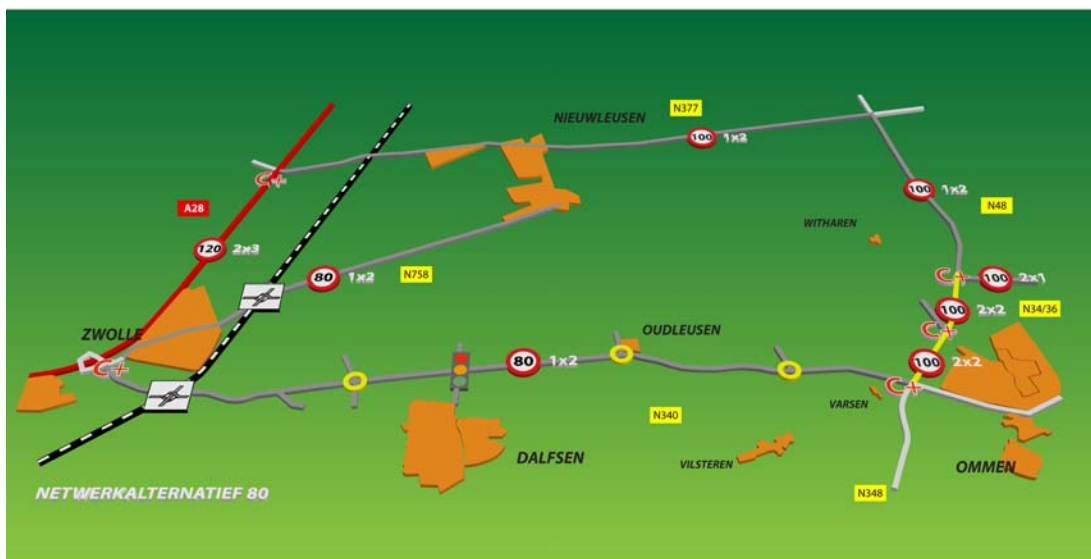 N377
NIEUWLEUSEN
100 1x2
A28
100 1x2
N48
WITHAREN
120 2x3
80 1x2
N758
C+
C+
100 2x1
100 2x2
N34/36
C+
ZWOLLE
OUDLEUSEN
C+
80 1x2
100 2x2
C+
VARSEN
N340
DALFSEN
VILSTEREN
OMMEN
NETWERKALTERNATIEF 80
N348